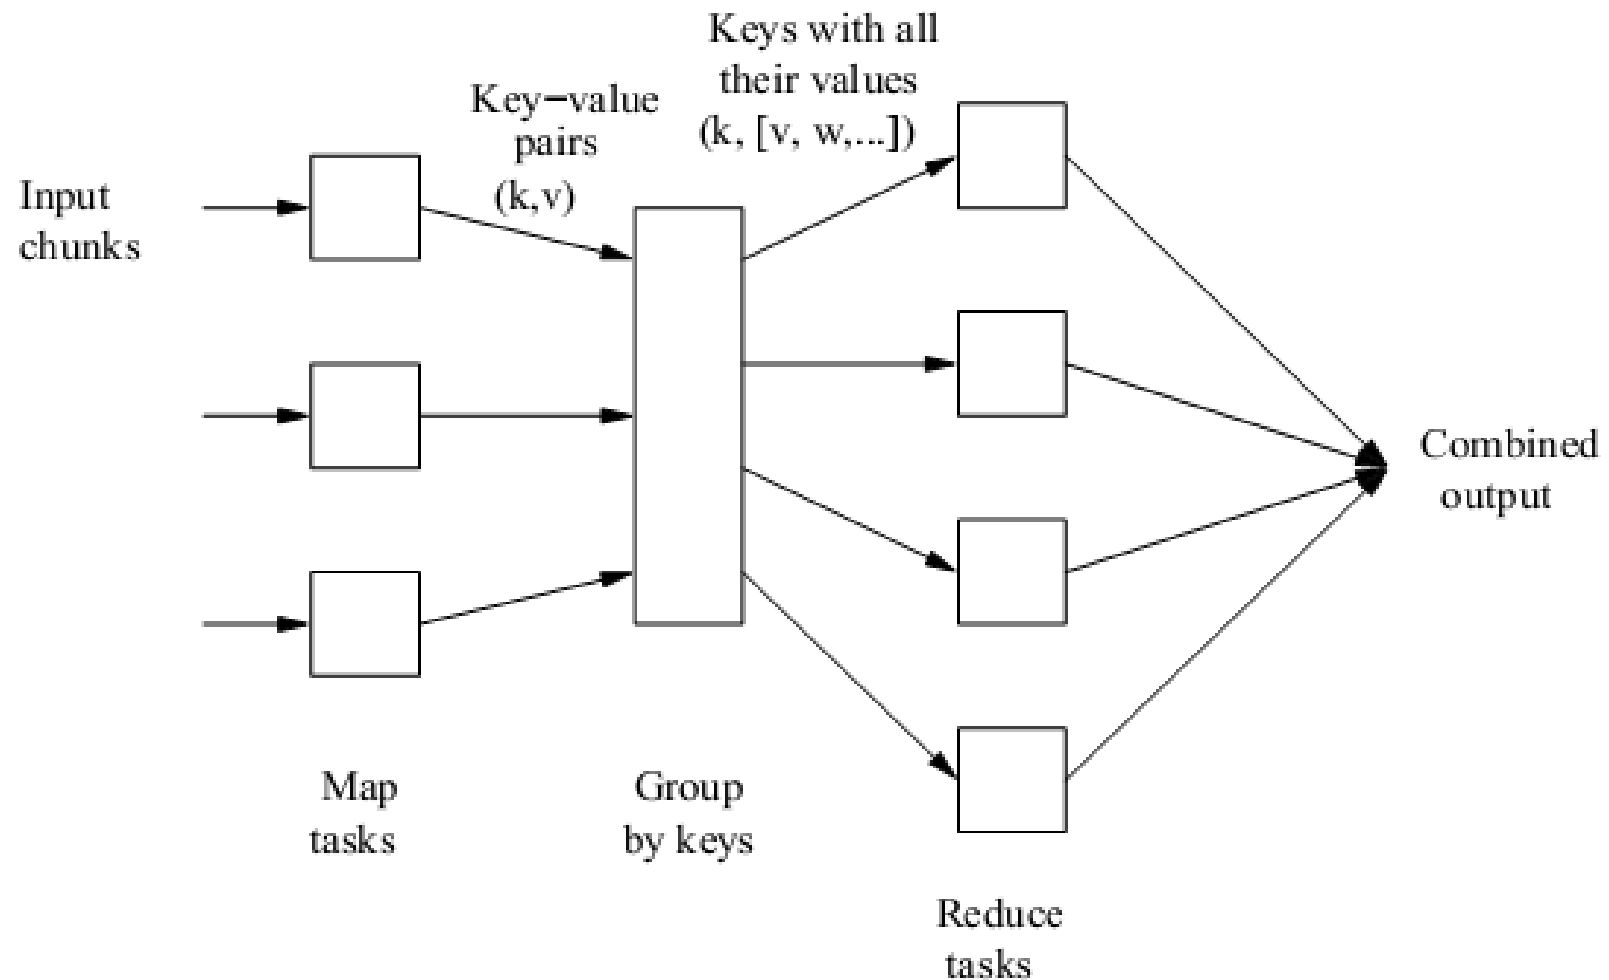 Keys with all
their values
(k, [v, w,...])
Key−value
pairs
(k,v)
Input
chunks
Combined
output
Map
tasks
Group
by keys
Reduce
tasks